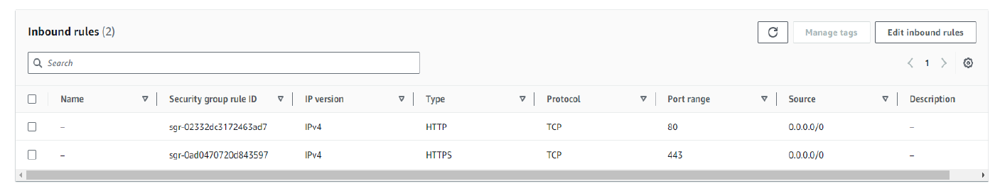 Inbound rules (2)
Manage tags
Edit inbound rules
Search
1
Name Security group rule ID IP version Type Protocol Port range Source Description
– sgr-02332dc3172463ad7 IPv4 HTTP TCP 80 0.0.0.0/0 –
– sgr-0ad0470720d843597 IPv4 HTTPS TCP 443 0.0.0.0/0 –